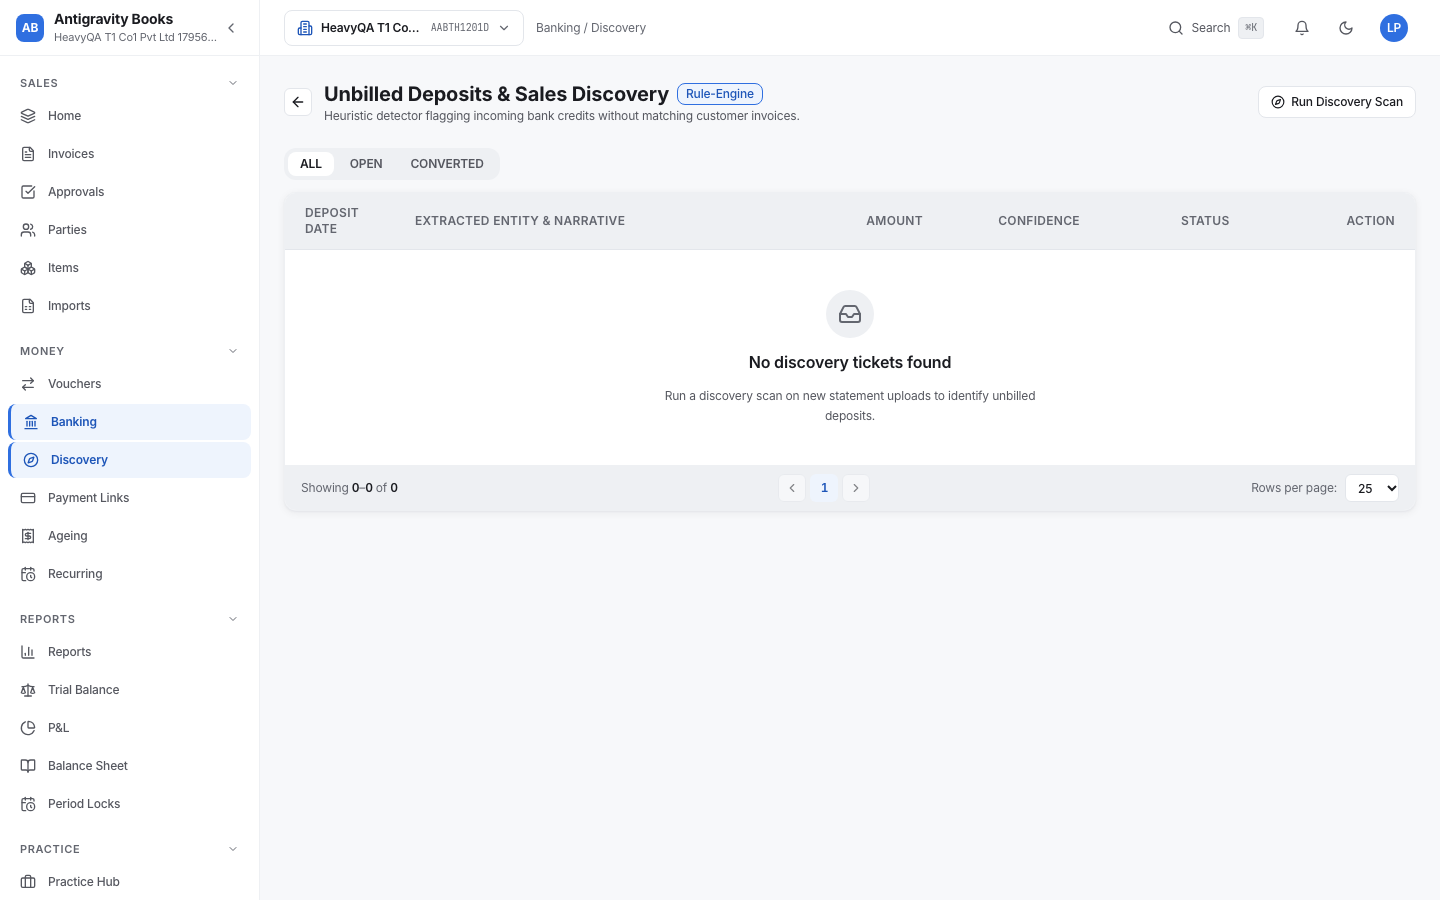 AB
Antigravity Books
HeavyQA T1 Co1 Pvt Ltd 17956...
SALES
Home
Invoices
Approvals
Parties
Items
Imports
MONEY
Vouchers
Banking
Discovery
Payment Links
Ageing
Recurring
REPORTS
Reports
Trial Balance
P&L
Balance Sheet
Period Locks
PRACTICE
Practice Hub
HeavyQA T1 Co... AABTH1201D
Banking / Discovery
Search ⌘K
LP
Unbilled Deposits & Sales Discovery Rule-Engine
Heuristic detector flagging incoming bank credits without matching customer invoices.
Run Discovery Scan
ALL OPEN CONVERTED
DEPOSIT DATE EXTRACTED ENTITY & NARRATIVE AMOUNT CONFIDENCE STATUS ACTION
No discovery tickets found
Run a discovery scan on new statement uploads to identify unbilled
deposits.
Showing 0–0 of 0 1 Rows per page: 25